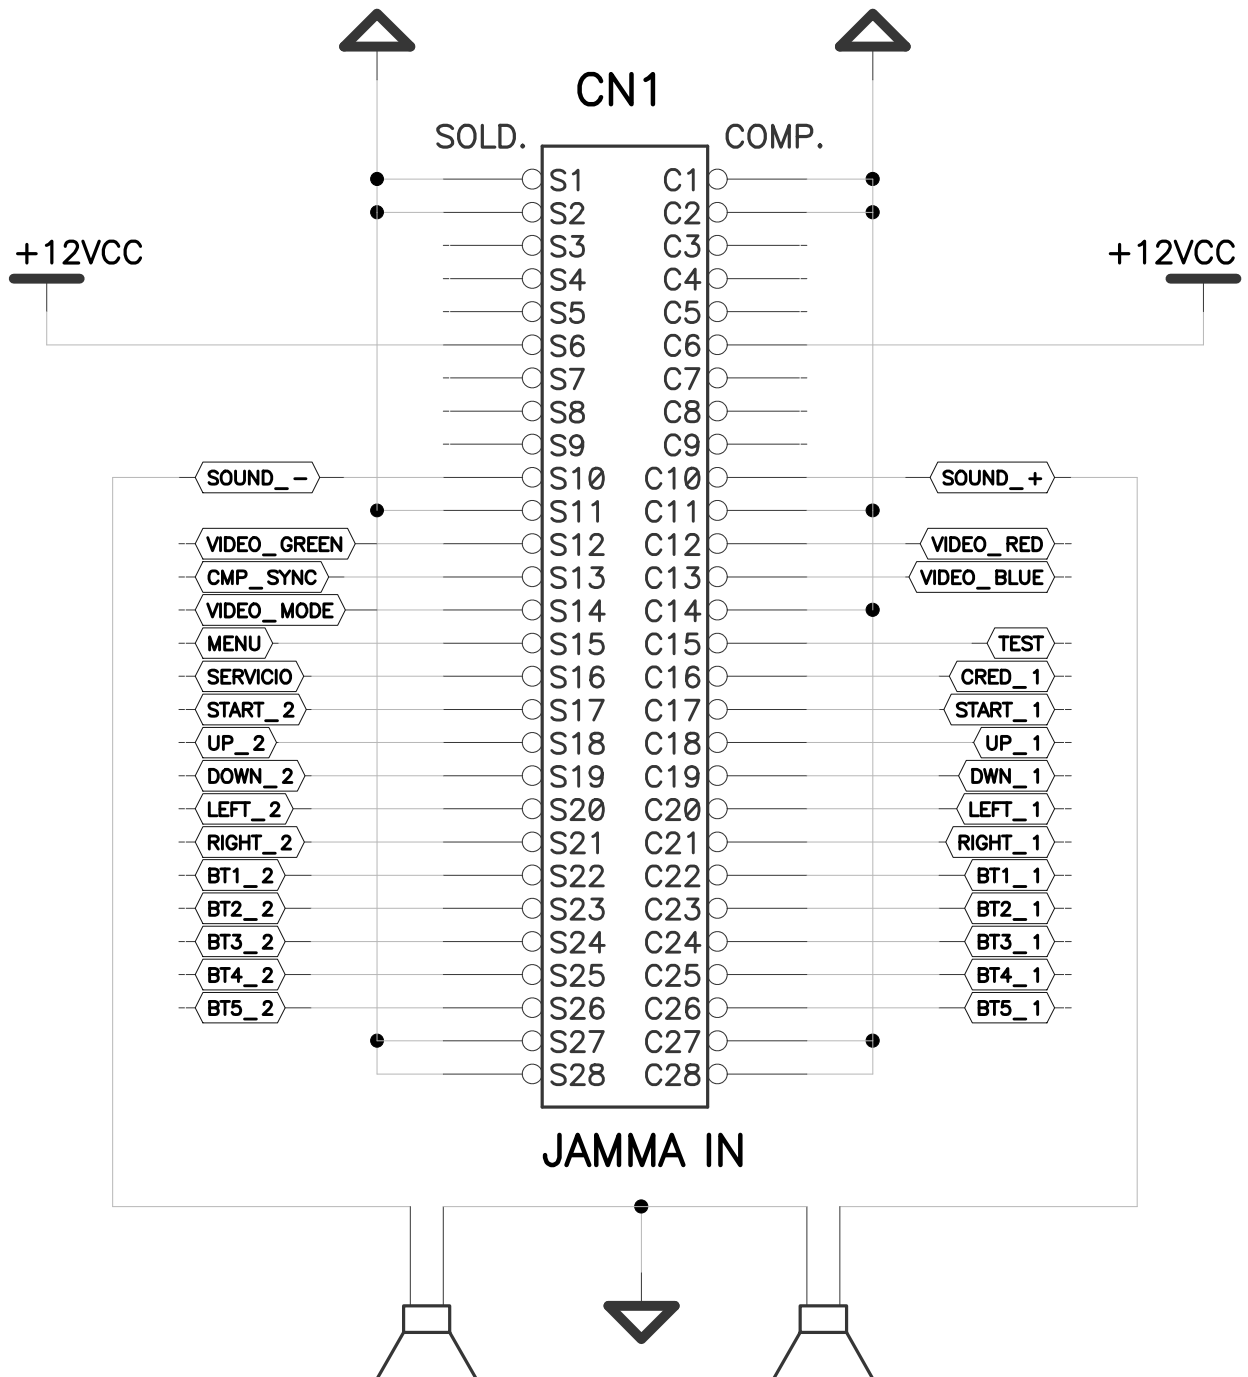 CN1
SOLD. COMP.
S1 C1
S2 C2
+12VCC S3 C3 +12VCC
S4 C4
S5 C5
S6 C6
S7 C7
S8 C8
S9 C9
SOUND_- S10 C10 SOUND_+
S11 C11
VIDEO_GREEN S12 C12 VIDEO_RED
CMP_SYNC S13 C13 VIDEO_BLUE
VIDEO_MODE S14 C14
MENU S15 C15 TEST
SERVICIO S16 C16 CRED_1
START_2 S17 C17 START_1
UP_2 S18 C18 UP_1
DOWN_2 S19 C19 DWN_1
LEFT_2 S20 C20 LEFT_1
RIGHT_2 S21 C21 RIGHT_1
BT1_2 S22 C22 BT1_1
BT2_2 S23 C23 BT2_1
BT3_2 S24 C24 BT3_1
BT4_2 S25 C25 BT4_1
BT5_2 S26 C26 BT5_1
S27 C27
S28 C28
JAMMA IN